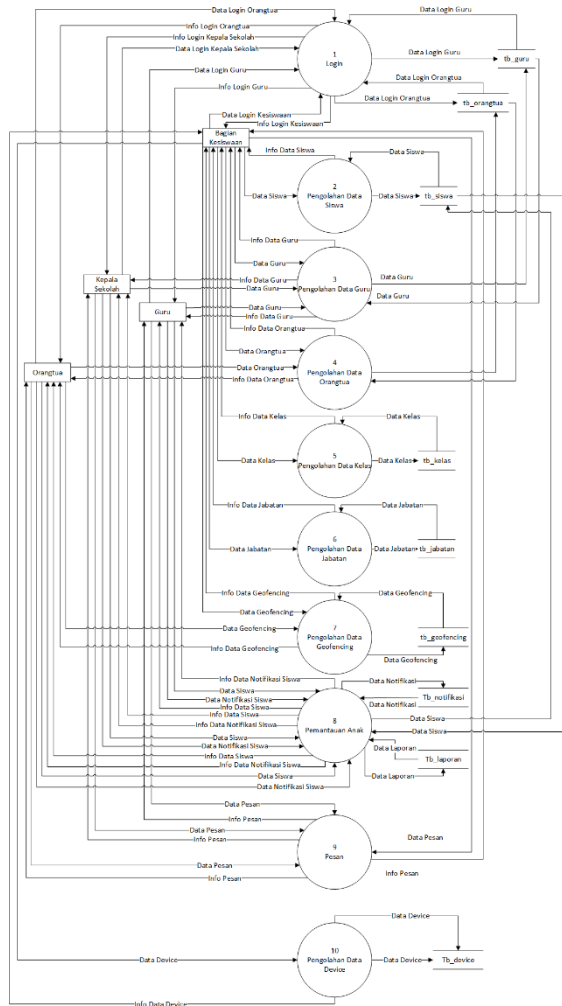 Data Login Orangtua
Info Login Orangtua
Info Login Kepala Sekolah
Data Login Kepala Sekolah
Data Login Guru
Info Login Guru
1
Login
Data Login Guru
Data Login Guru
tb_guru
Data Login Orangtua
Data Login Orangtua
tb_orangtua
Data Login Kesiswaan
Info Login Kesiswaan
Bagian
Kesiswaan
Info Data Siswa
Data Siswa
2
Pengolahan Data
Siswa
Data Siswa
Data Siswa
tb_siswa
Info Data Guru
Data Guru
Info Data Guru
Data Guru
Data Guru
Info Data Guru
3
Pengolahan Data Guru
Data Guru
Data Guru
Kepala
Sekolah
Guru
Orangtua
Info Data Orangtua
Data Orangtua
Data Orangtua
Info Data Orangtua
4
Pengolahan Data
Orangtua
Info Data Kelas
Data Kelas
5
Pengolahan Data Kelas
Data Kelas
Data Kelas
tb_kelas
Info Data Jabatan
Data Jabatan
6
Pengolahan Data
Jabatan
Data Jabatan
Data Jabatan
tb_jabatan
Info Data Geofencing
Data Geofencing
Data Geofencing
Info Data Geofencing
7
Pengolahan Data
Geofencing
Data Geofencing
Data Geofencing
tb_geofencing
Info Data Notifikasi Siswa
Data Siswa
Data Notifikasi Siswa
Info Data Siswa
Info Data Siswa
Info Data Notifikasi Siswa
Data Siswa
Data Notifikasi Siswa
Info Data Siswa
Info Data Notifikasi Siswa
Data Siswa
Data Notifikasi Siswa
8
Pemantauan Anak
Data Notifikasi
Tb_notifikasi
Data Notifikasi
Data Siswa
Data Siswa
Data Laporan
Tb_laporan
Data Laporan
Data Pesan
Info Pesan
Data Pesan
Info Pesan
Data Pesan
Info Pesan
9
Pesan
Data Pesan
Info Pesan
Data Device
Info Data Device
10
Pengolahan Data
Device
Data Device
Data Device
Tb_device